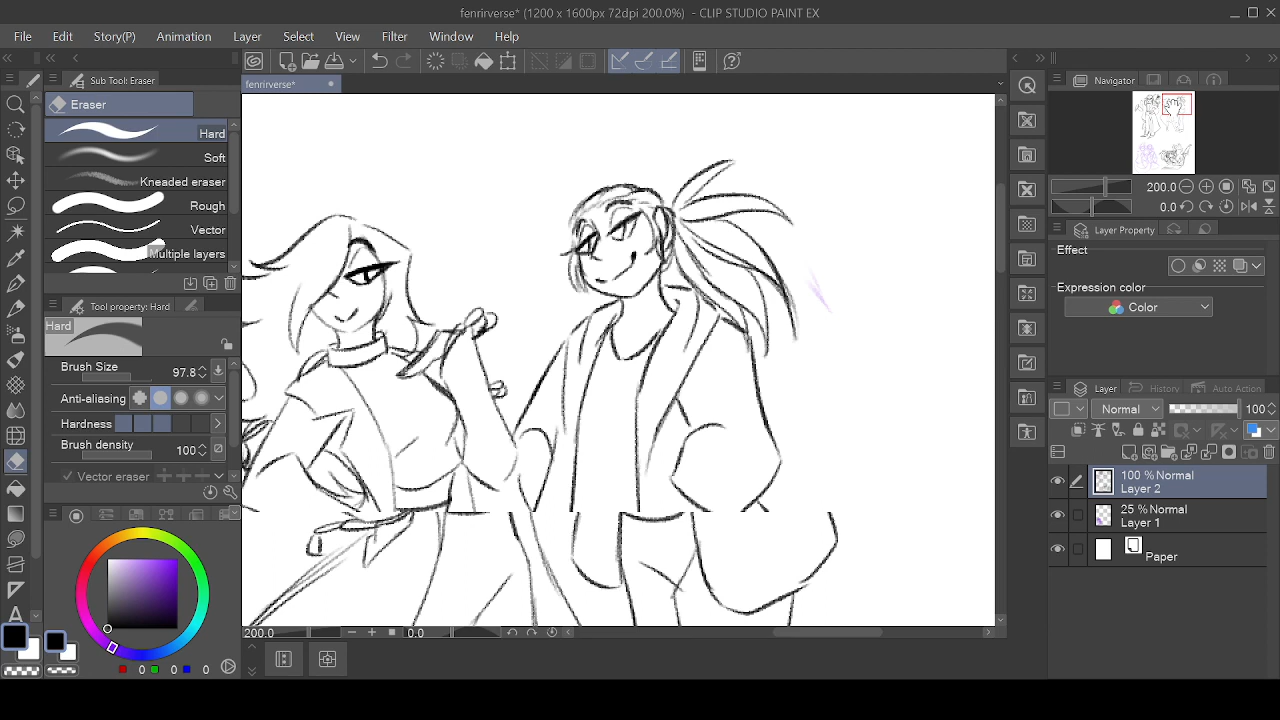 fenrirverse* (1200 x 1600px 72dpi 200.0%) - CLIP STUDIO PAINT EX
File Edit Story(P) Animation Layer Select View Filter Window Help
Sub Tool: Eraser
fenrirverse*
Navigator
Eraser
Hard
Soft
Kneaded eraser
Rough
Vector
Multiple layers
200.0
0.0
Layer Property
Effect
Expression color
Color
Tool property: Hard
Hard
Brush Size 97.8
Anti-aliasing
Hardness
Brush density 100
Vector eraser
Layer History Auto Action
Normal 100
100 % Normal
Layer 2
25 % Normal
Layer 1
Paper
200.0 0.0
0 0 0